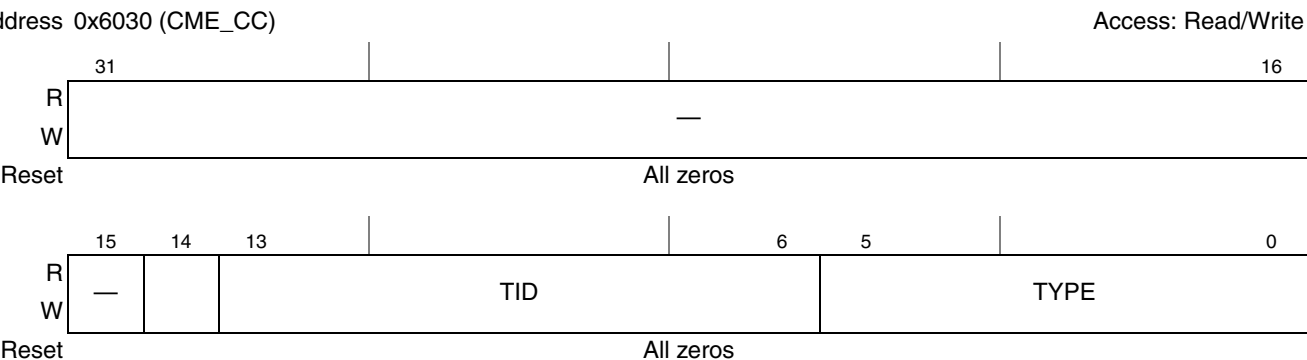 ddress 0x6030 (CME_CC) Access: Read/Write
31 16
R
—
W
Reset All zeros
15 14 13 6 5 0
R
— TID TYPE
W
Reset All zeros